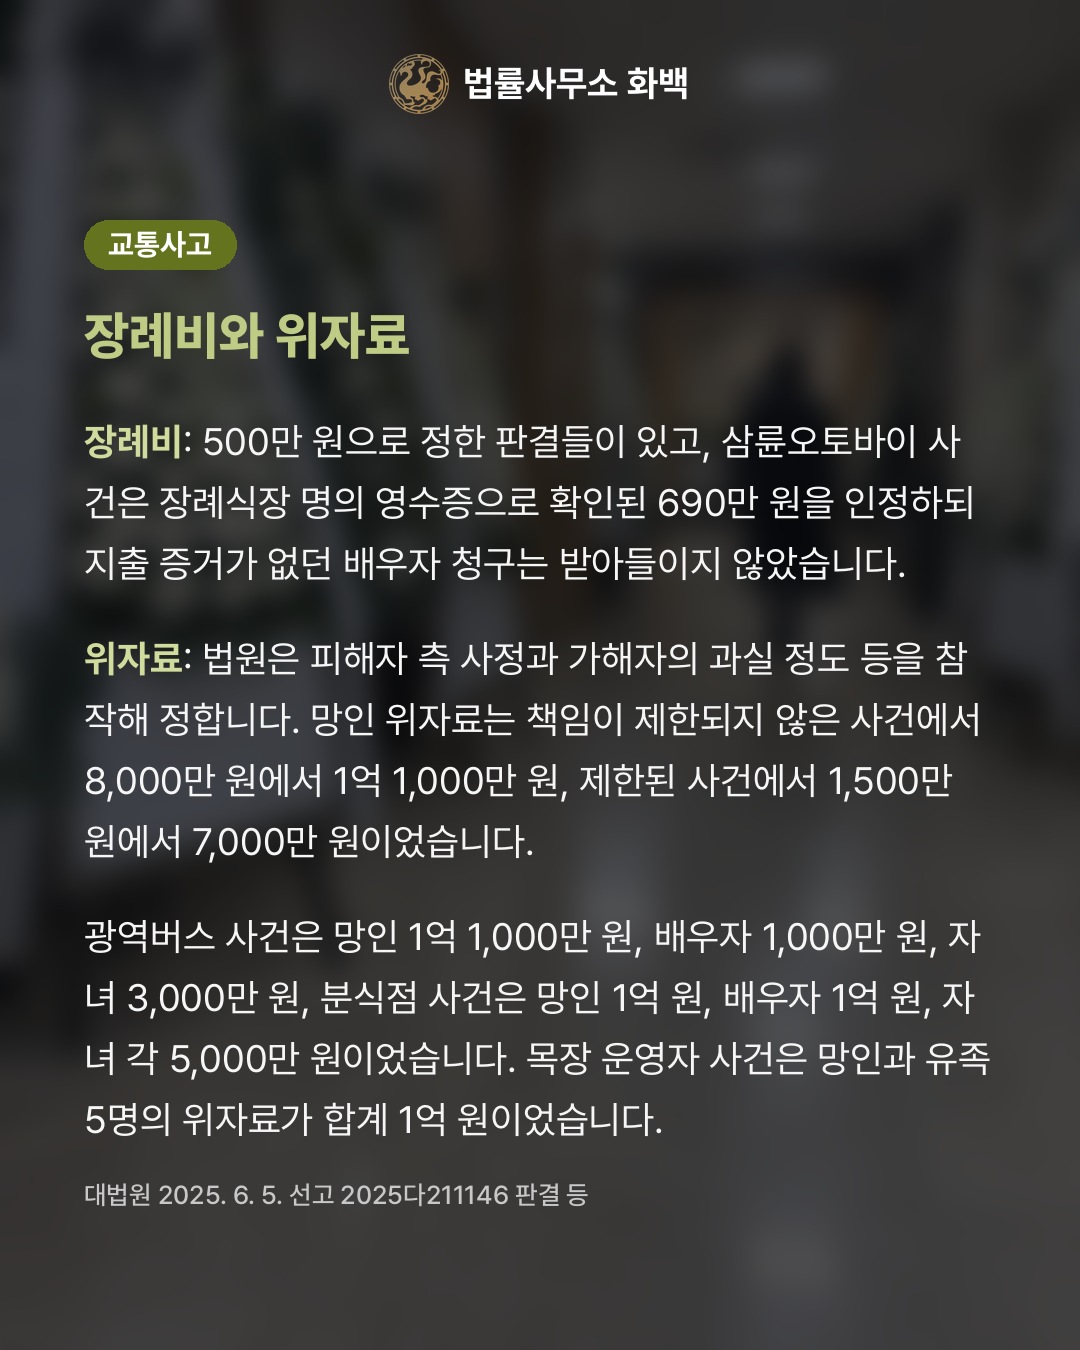 법률사무소 화백
교통사고
장례비와 위자료
장례비: 500만 원으로 정한 판결들이 있고, 삼륜오토바이 사
건은 장례식장 명의 영수증으로 확인된 690만 원을 인정하되
지출 증거가 없던 배우자 청구는 받아들이지 않았습니다.
위자료: 법원은 피해자 측 사정과 가해자의 과실 정도 등을 참
작해 정합니다. 망인 위자료는 책임이 제한되지 않은 사건에서
8,000만 원에서 1억 1,000만 원, 제한된 사건에서 1,500만
원에서 7,000만 원이었습니다.
광역버스 사건은 망인 1억 1,000만 원, 배우자 1,000만 원, 자
녀 3,000만 원, 분식점 사건은 망인 1억 원, 배우자 1억 원, 자
녀 각 5,000만 원이었습니다. 목장 운영자 사건은 망인과 유족
5명의 위자료가 합계 1억 원이었습니다.
대법원 2025. 6. 5. 선고 2025다211146 판결 등